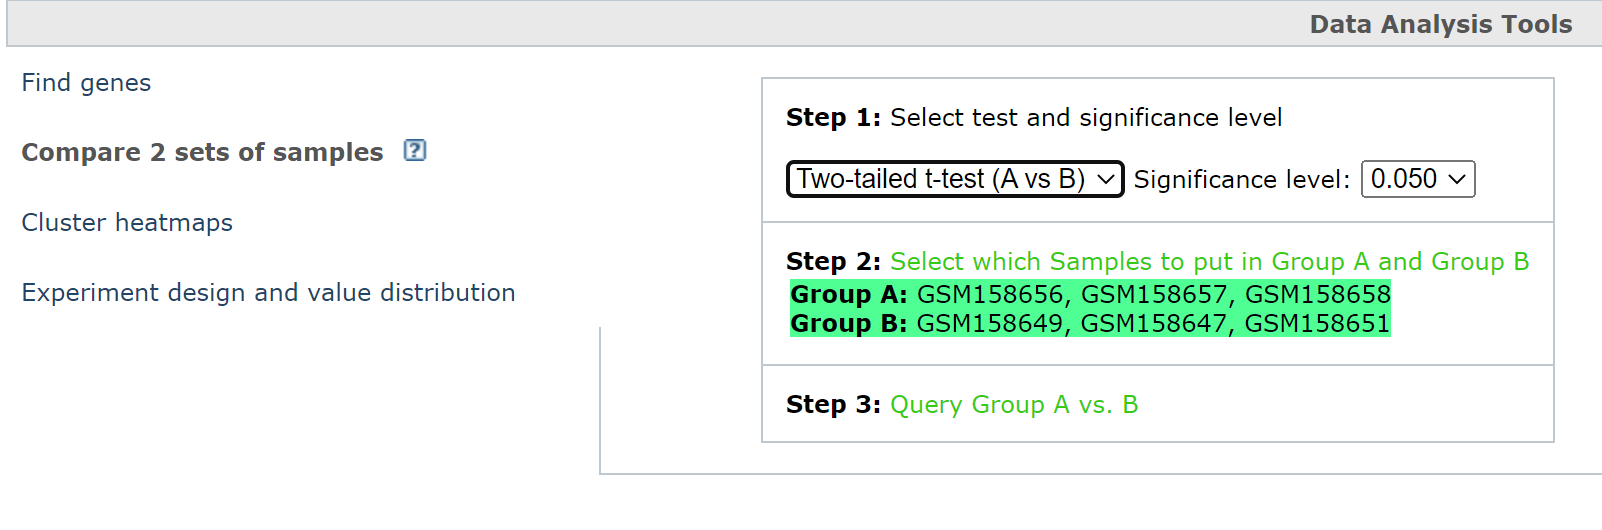 Data Analysis Tools
Find genes
Compare 2 sets of samples ?
Cluster heatmaps
Experiment design and value distribution
Step 1: Select test and significance level
Two-tailed t-test (A vs B) Significance level: 0.050
Step 2: Select which Samples to put in Group A and Group B
Group A: GSM158656, GSM158657, GSM158658
Group B: GSM158649, GSM158647, GSM158651
Step 3: Query Group A vs. B